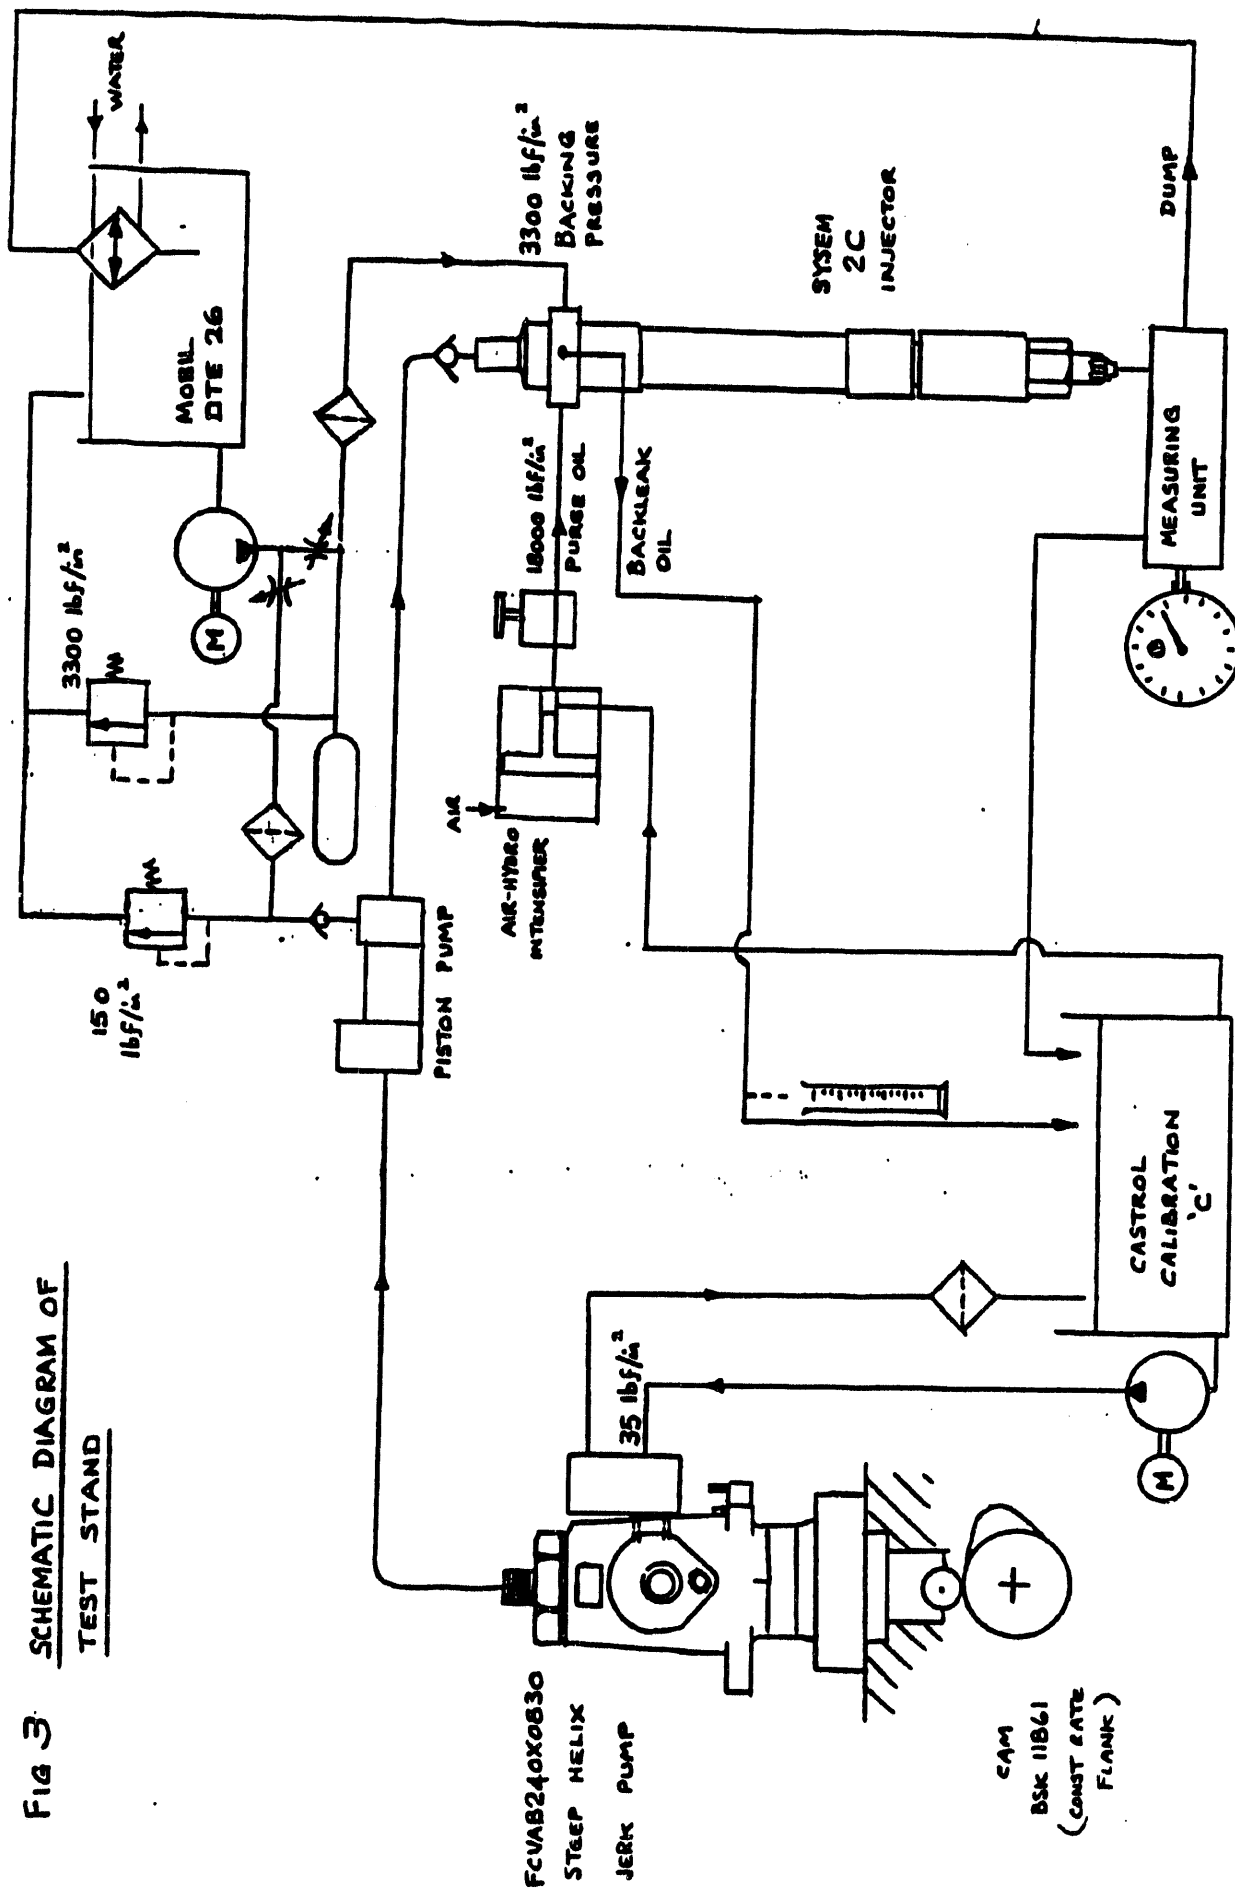 FIG 3 SCHEMATIC DIAGRAM OF
TEST STAND
WATER
MOBIL
DTE 26
3300 lbf/in²
150
lbf/in²
M
3300 lbf/in²
BACKING
PRESSURE
PISTON PUMP
AIR
AIR-HYDRO
INTENSIFIER
18000 lbf/in²
PURGE OIL
BACKLEAK
OIL
SYSEM
2C
INJECTOR
DUMP
MEASURING
UNIT
35 lbf/in²
CASTROL
CALIBRATION
'C'
M
FCVAB240X0830
STEEP HELIX
JERK PUMP
CAM
BSK 11861
(CONST RATE
FLANK)